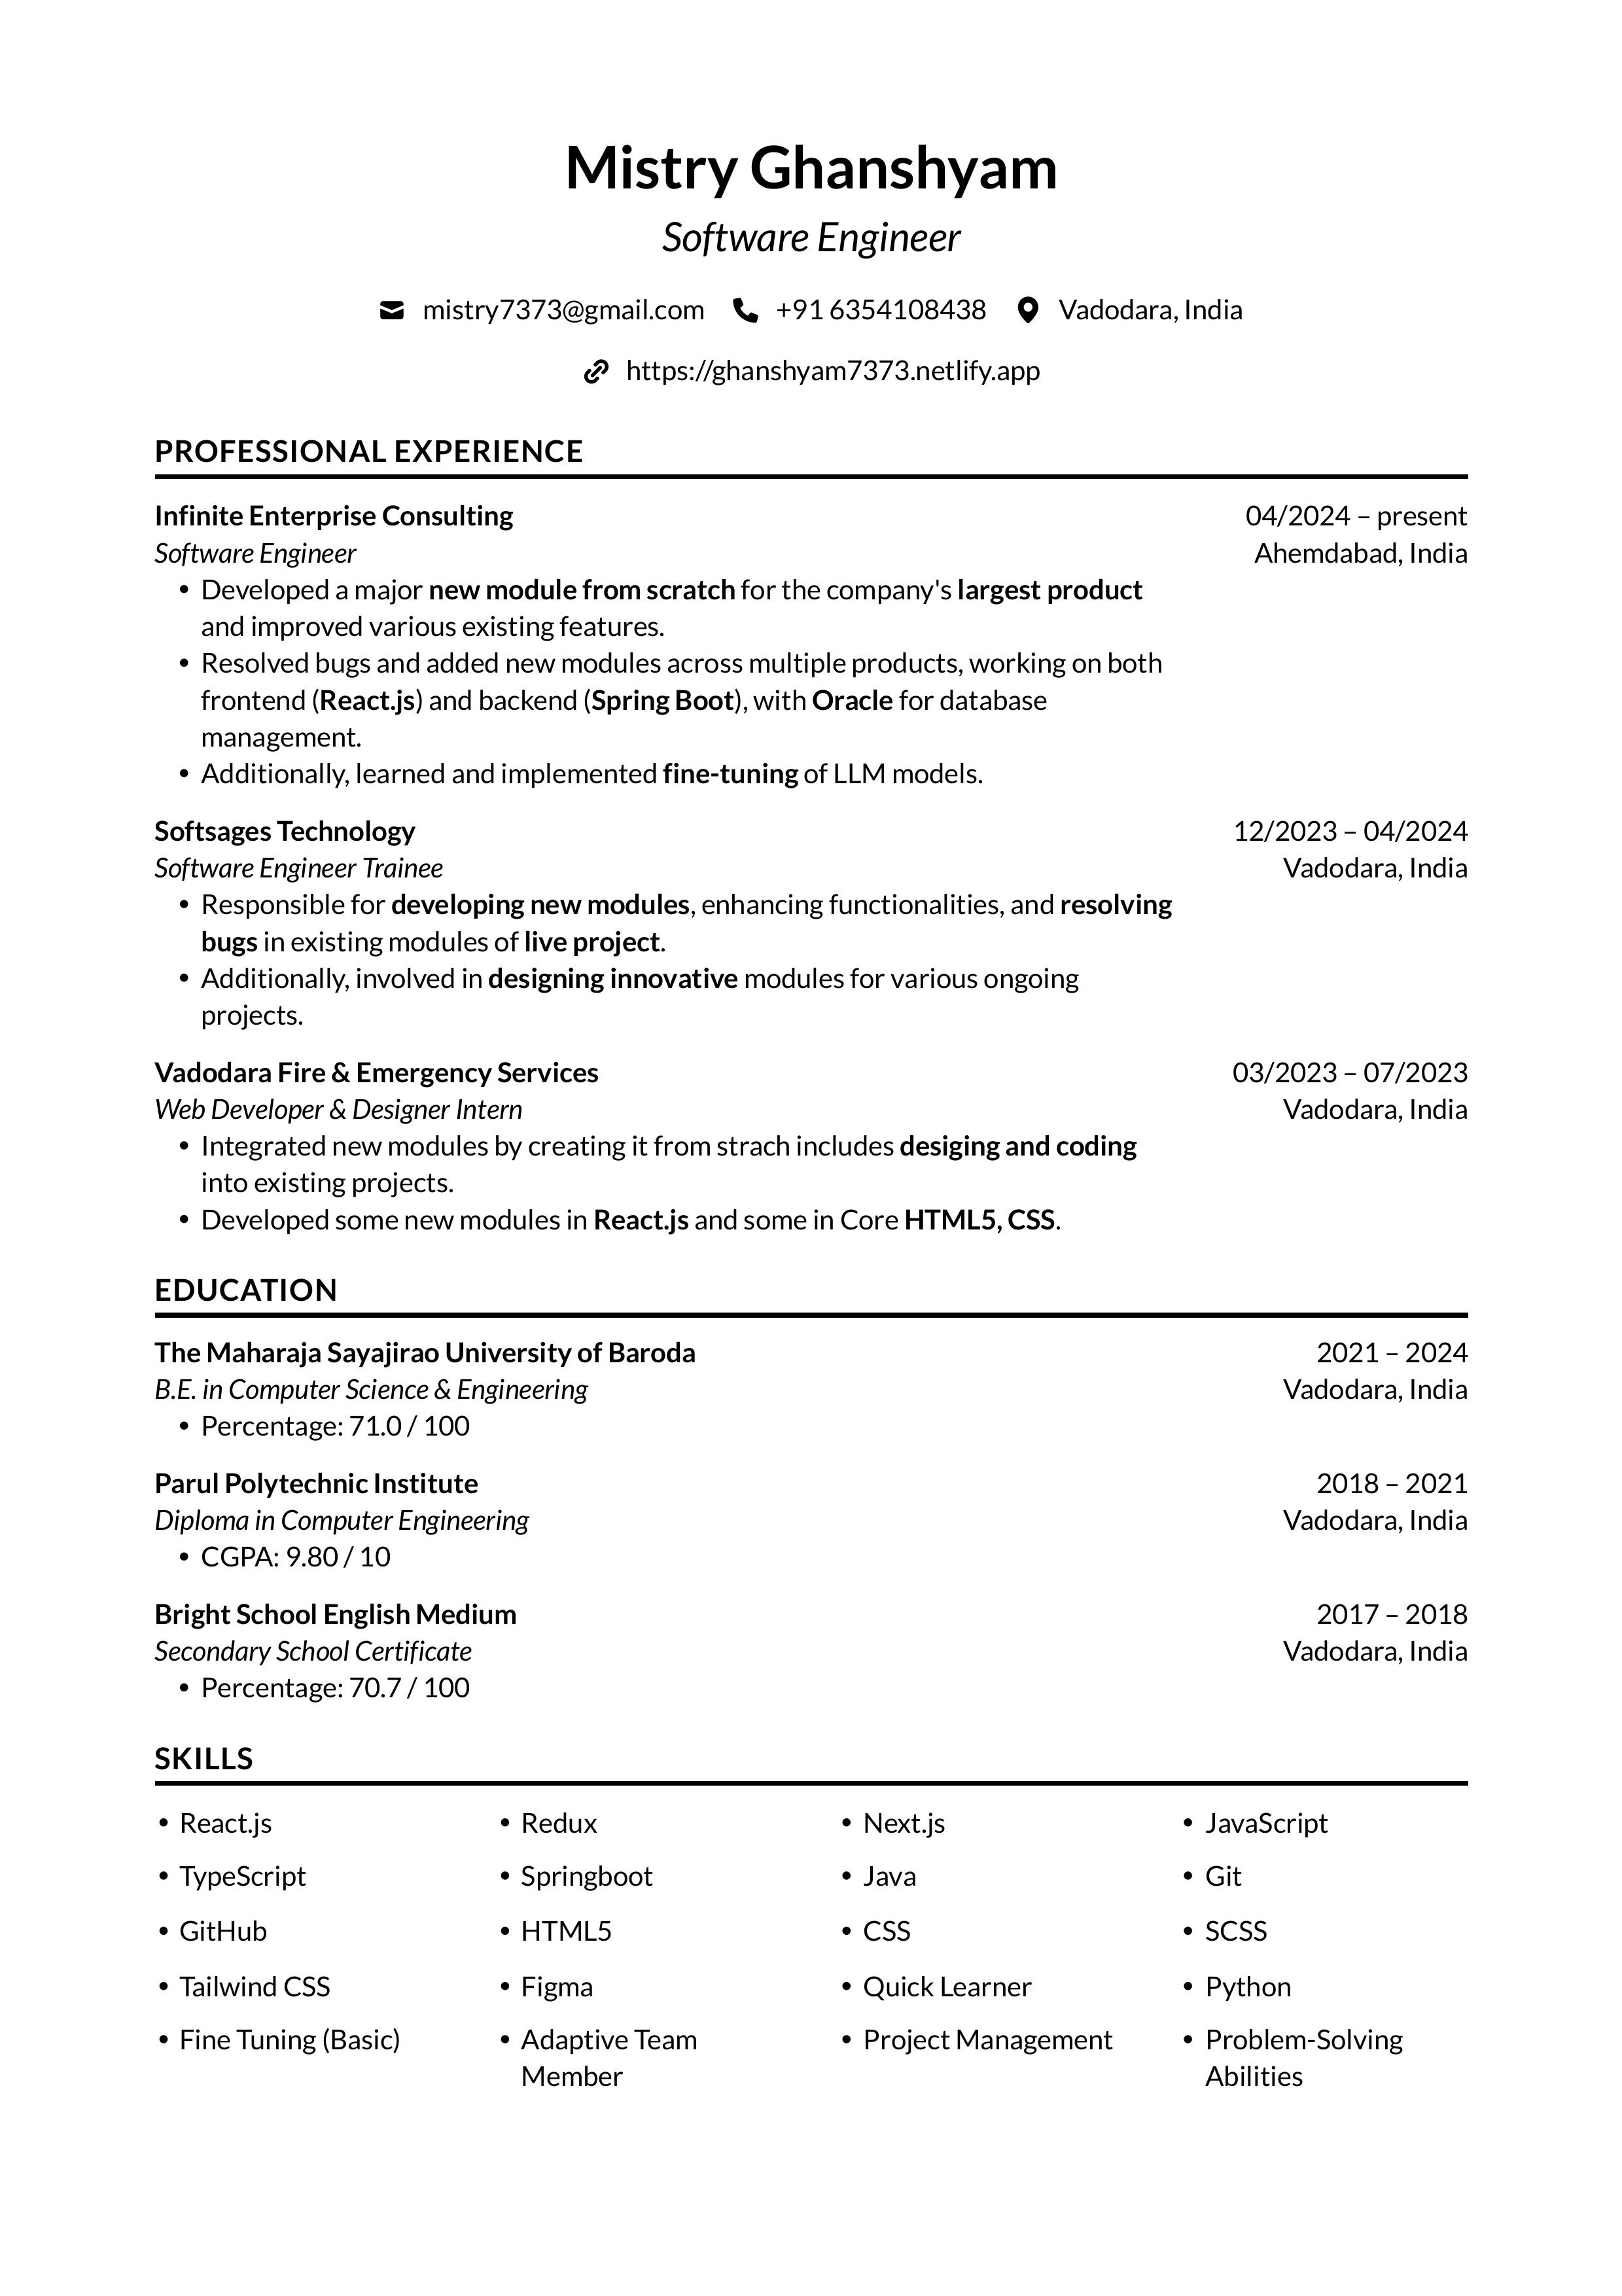 Mistry Ghanshyam
Software Engineer
mistry7373@gmail.com +91 6354108438 Vadodara, India
https://ghanshyam7373.netlify.app
PROFESSIONAL EXPERIENCE
Infinite Enterprise Consulting 04/2024 – present
Software Engineer Ahemdabad, India
• Developed a major new module from scratch for the company's largest product
and improved various existing features.
• Resolved bugs and added new modules across multiple products, working on both
frontend (React.js) and backend (Spring Boot), with Oracle for database
management.
• Additionally, learned and implemented fine-tuning of LLM models.
Softsages Technology 12/2023 – 04/2024
Software Engineer Trainee Vadodara, India
• Responsible for developing new modules, enhancing functionalities, and resolving
bugs in existing modules of live project.
• Additionally, involved in designing innovative modules for various ongoing
projects.
Vadodara Fire & Emergency Services 03/2023 – 07/2023
Web Developer & Designer Intern Vadodara, India
• Integrated new modules by creating it from strach includes desiging and coding
into existing projects.
• Developed some new modules in React.js and some in Core HTML5, CSS.
EDUCATION
The Maharaja Sayajirao University of Baroda 2021 – 2024
B.E. in Computer Science & Engineering Vadodara, India
• Percentage: 71.0 / 100
Parul Polytechnic Institute 2018 – 2021
Diploma in Computer Engineering Vadodara, India
• CGPA: 9.80 / 10
Bright School English Medium 2017 – 2018
Secondary School Certificate Vadodara, India
• Percentage: 70.7 / 100
SKILLS
• React.js • Redux • Next.js • JavaScript
• TypeScript • Springboot • Java • Git
• GitHub • HTML5 • CSS • SCSS
• Tailwind CSS • Figma • Quick Learner • Python
• Fine Tuning (Basic) • Adaptive Team • Project Management • Problem-Solving
Member Abilities